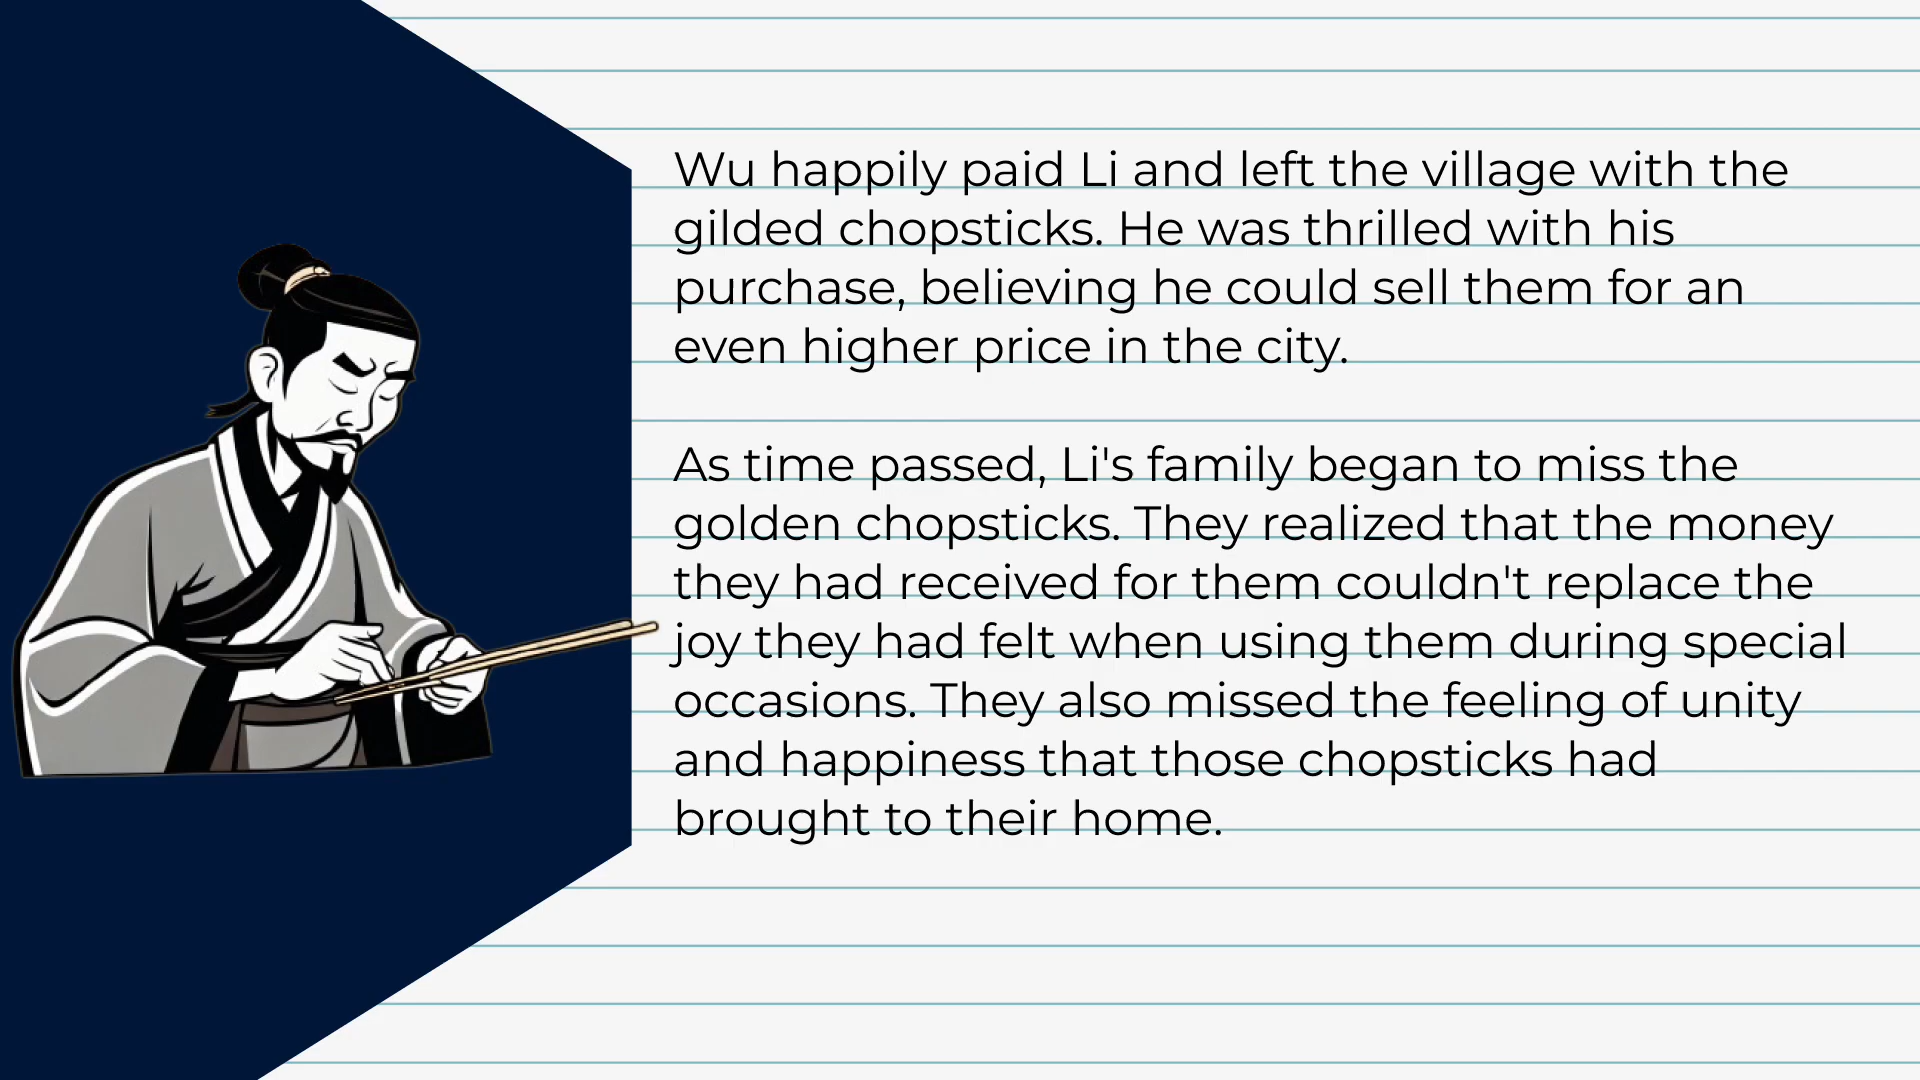 Wu happily paid Li and left the village with the
gilded chopsticks. He was thrilled with his
purchase, believing he could sell them for an
even higher price in the city.
As time passed, Li's family began to miss the
golden chopsticks. They realized that the money
they had received for them couldn't replace the
joy they had felt when using them during special
occasions. They also missed the feeling of unity
and happiness that those chopsticks had
brought to their home.